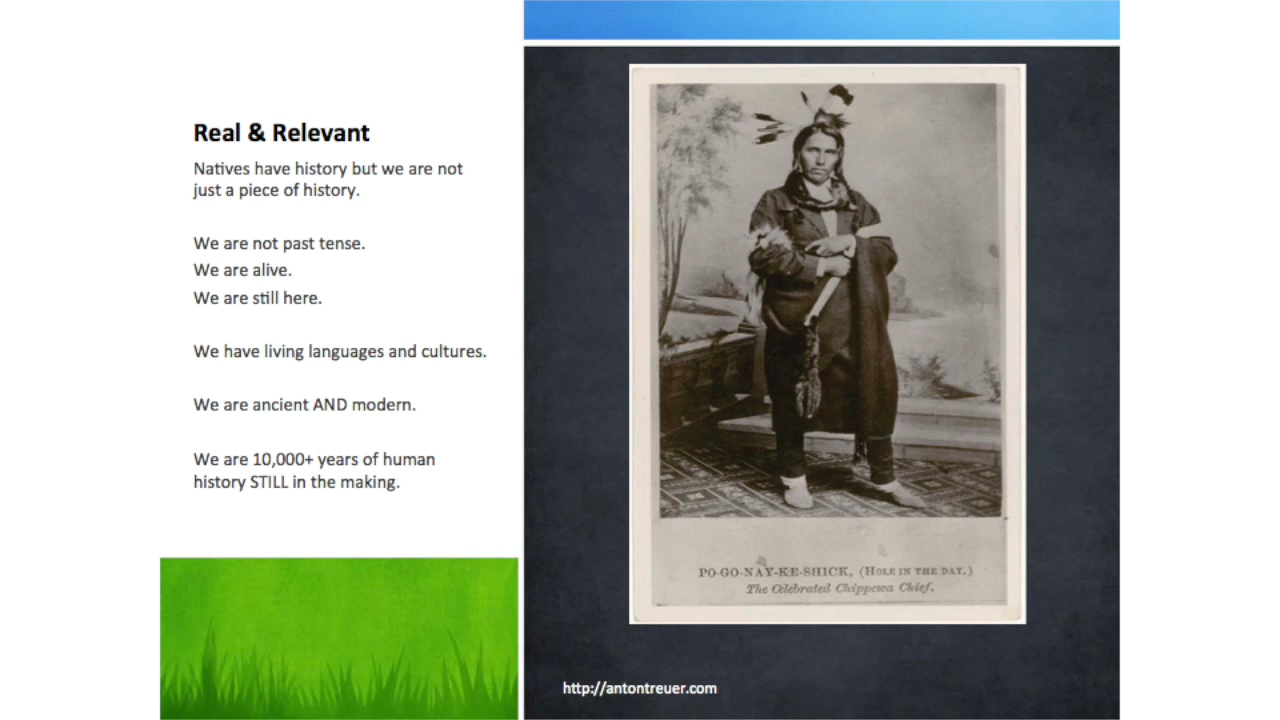 Real & Relevant
Natives have history but we are not
just a piece of history.
We are not past tense.
We are alive.
We are still here.
We have living languages and cultures.
We are ancient AND modern.
We are 10,000+ years of human
history STILL in the making.
PO-GO-NAY-KE-SHICK, (HOLE IN THE DAY.)
The Celebrated Chippewa Chief.
http://antontreuer.com